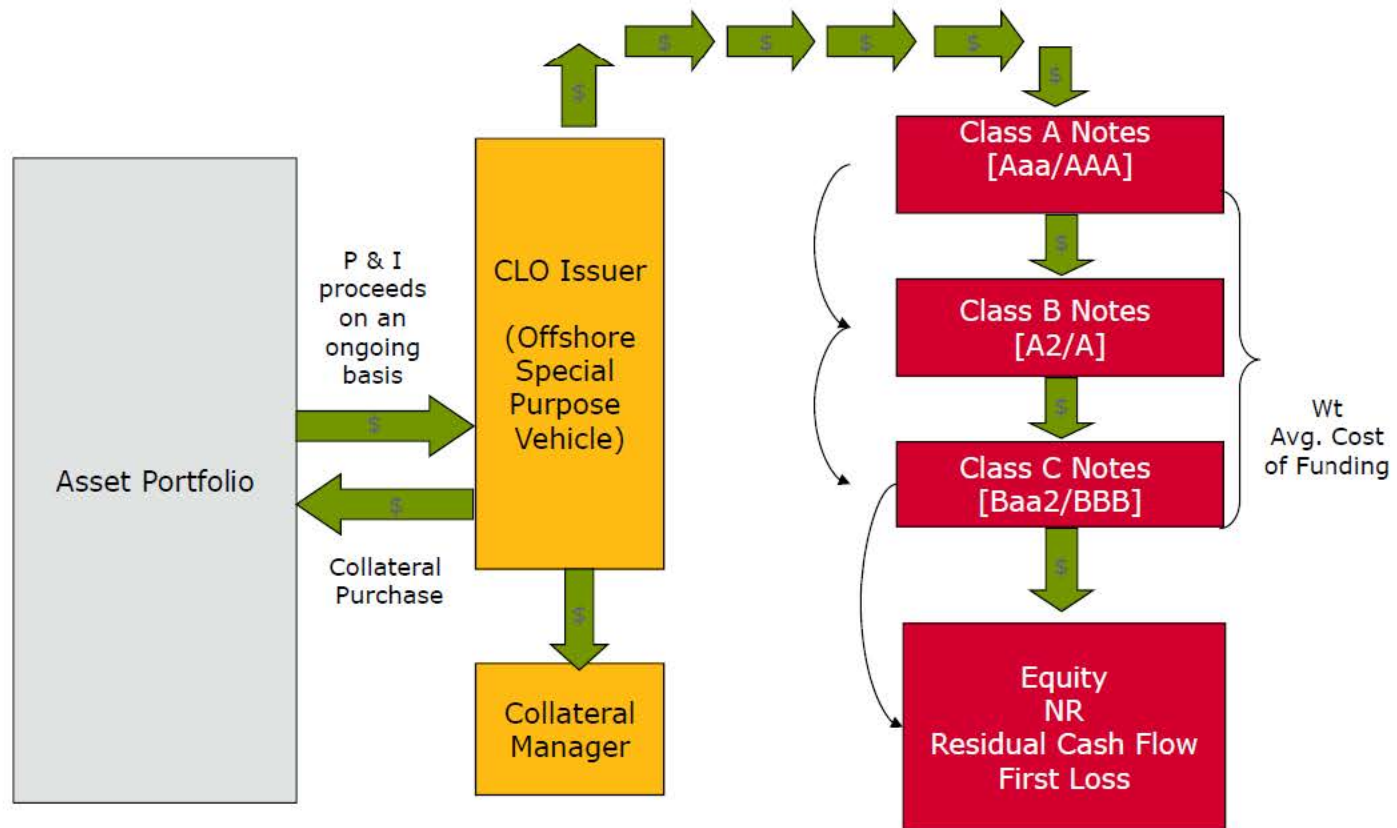 $
$
$
$
$
$
Class A Notes
[Aaa/AAA]
$
Class B Notes
[A2/A]
$
Class C Notes
[Baa2/BBB]
$
Equity
NR
Residual Cash Flow
First Loss
Wt
Avg. Cost
of Funding
CLO Issuer
(Offshore
Special
Purpose
Vehicle)
$
Collateral
Manager
P & I
proceeds
on an
ongoing
basis
$
$
Collateral
Purchase
Asset Portfolio